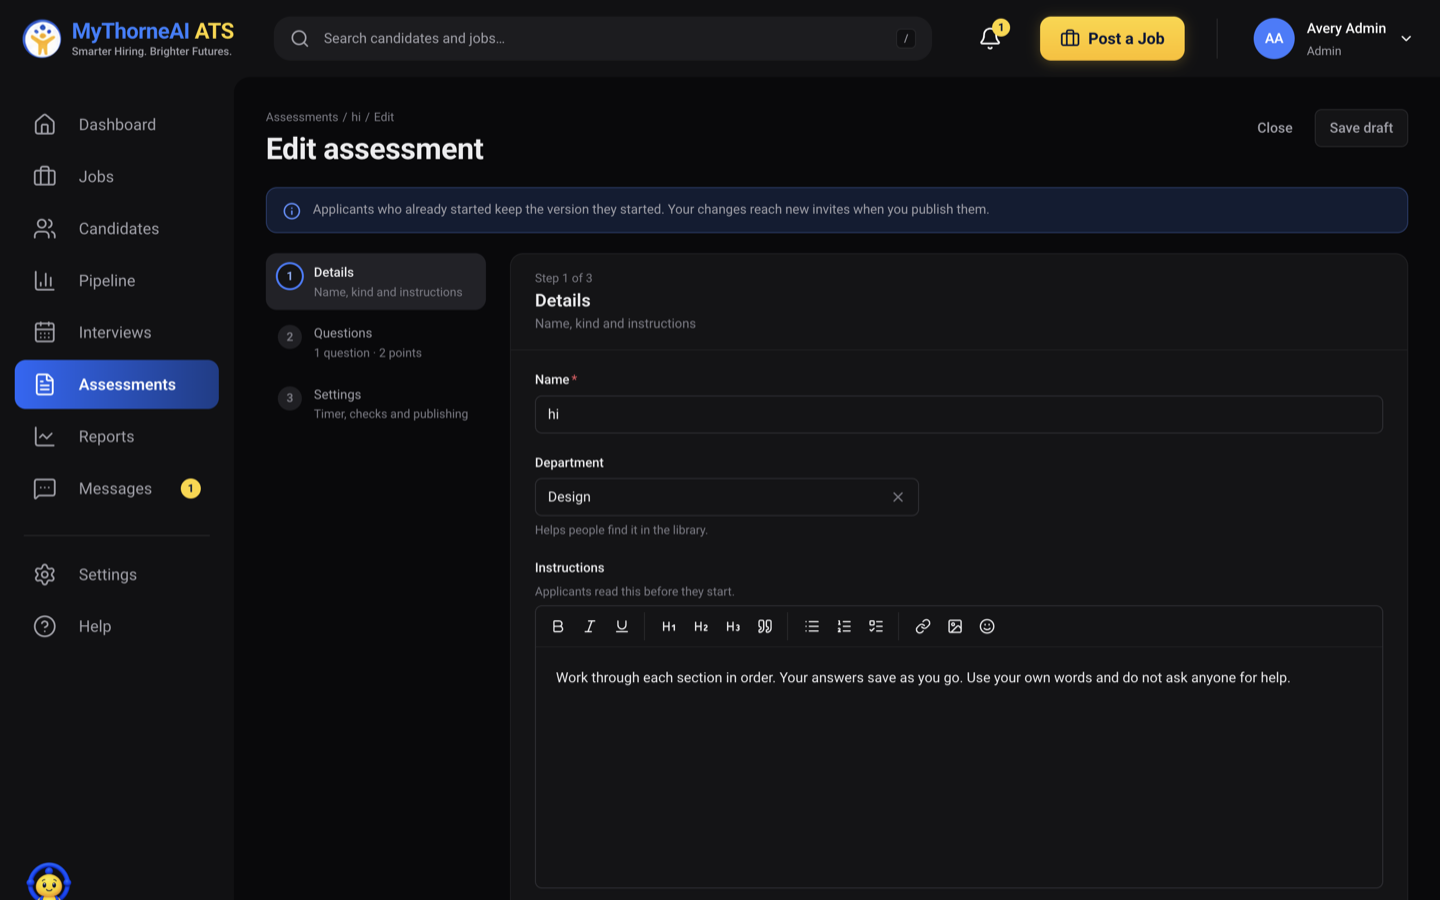 MyThorneAI ATS
Smarter Hiring. Brighter Futures.
Search candidates and jobs...
/
1
Post a Job
AA
Avery Admin
Admin
Dashboard
Jobs
Candidates
Pipeline
Interviews
Assessments
Reports
Messages
1
Settings
Help
Assessments / hi / Edit
Edit assessment
Close
Save draft
Applicants who already started keep the version they started. Your changes reach new invites when you publish them.
1
Details
Name, kind and instructions
2
Questions
1 question · 2 points
3
Settings
Timer, checks and publishing
Step 1 of 3
Details
Name, kind and instructions
Name*
hi
Department
Design
Helps people find it in the library.
Instructions
Applicants read this before they start.
B I U H1 H2 H3
Work through each section in order. Your answers save as you go. Use your own words and do not ask anyone for help.